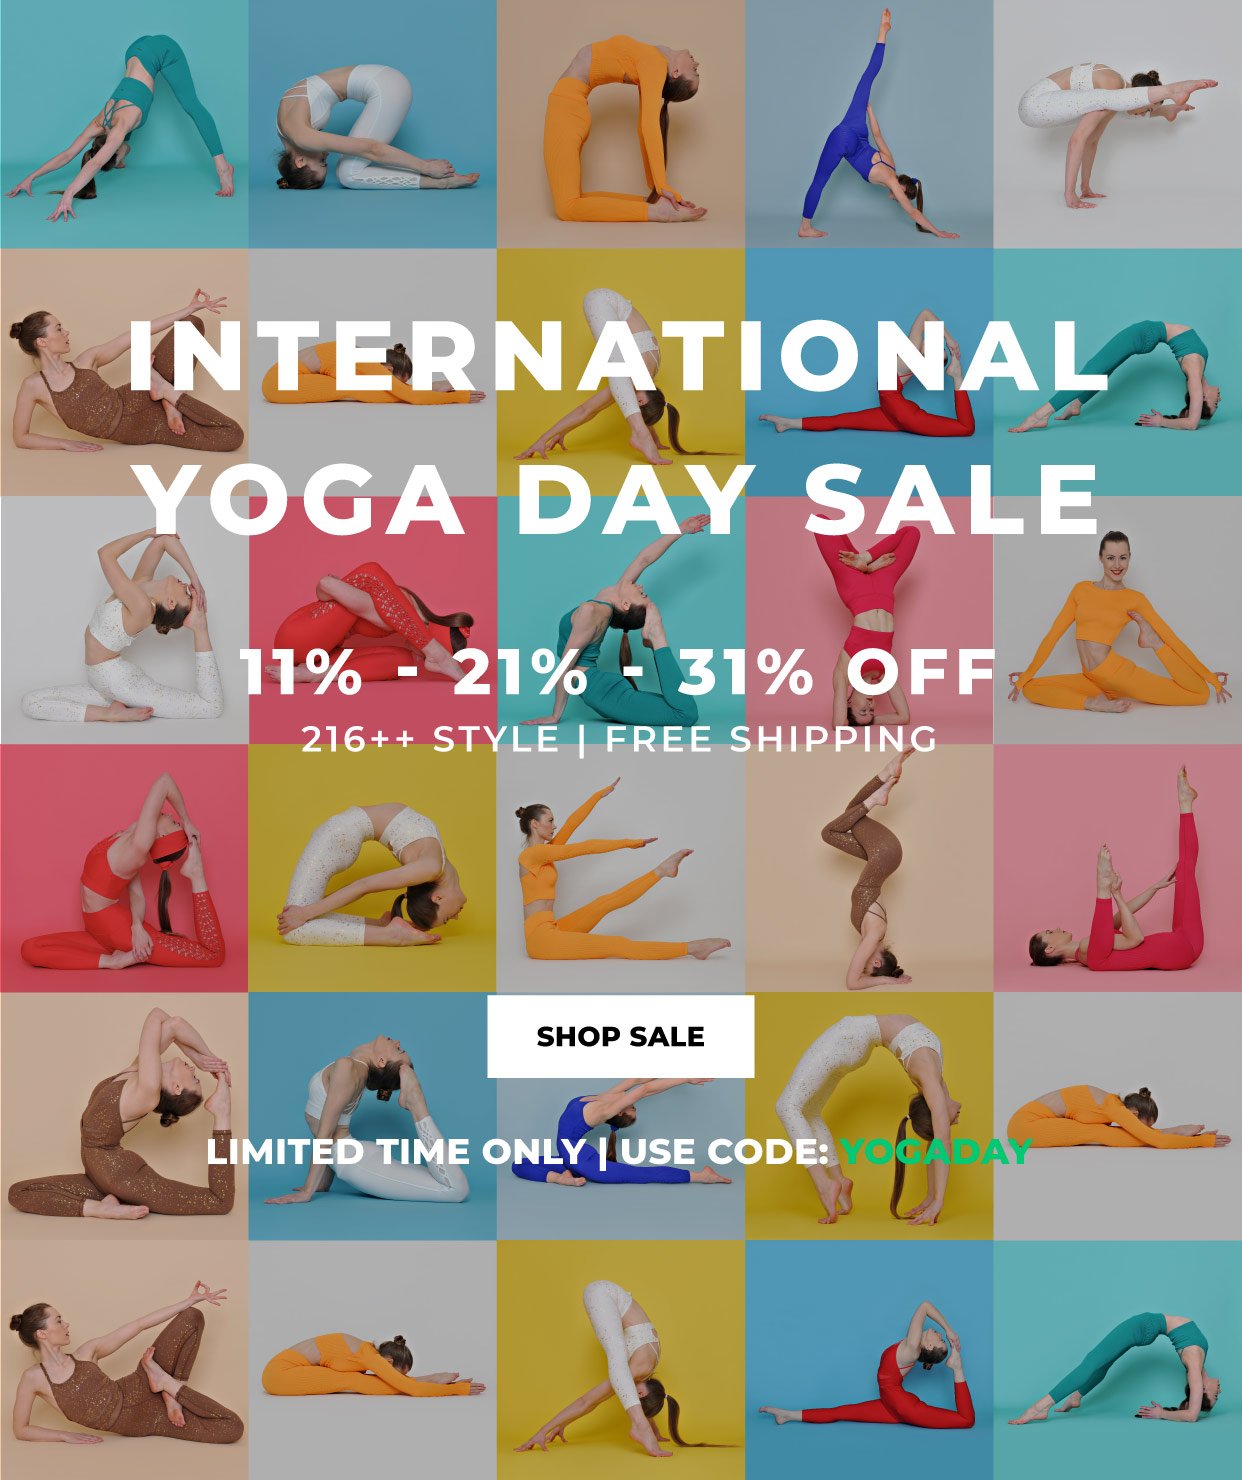 INTERNATIONAL
YOGA DAY SALE
11% - 21% - 31% OFF
216++ STYLE | FREE SHIPPING
SHOP SALE
LIMITED TIME ONLY | USE CODE: YOGADAY